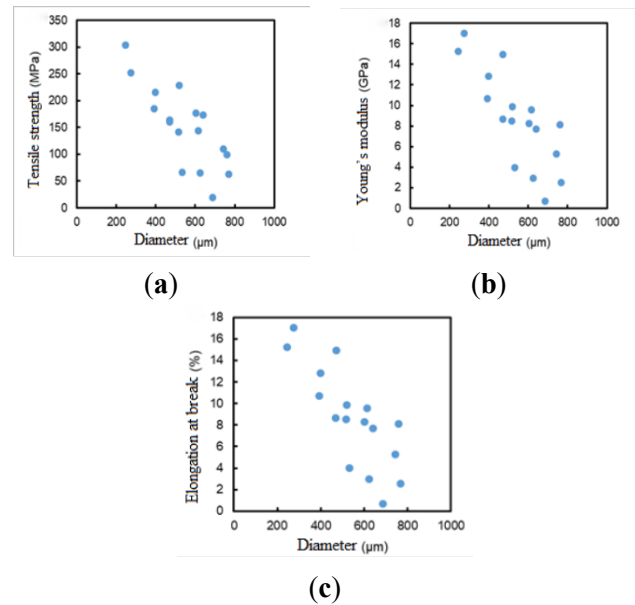 350
300
250
200
150
100
50
0
0 200 400 600 800 1000
Tensile strength (MPa)
Diameter (µm)
(a)
18
16
14
12
10
8
6
4
2
0
0 200 400 600 800 1000
Young's modulus (GPa)
Diameter (µm)
(b)
18
16
14
12
10
8
6
4
2
0
0 200 400 600 800 1000
Elongation at break (%)
Diameter (µm)
(c)